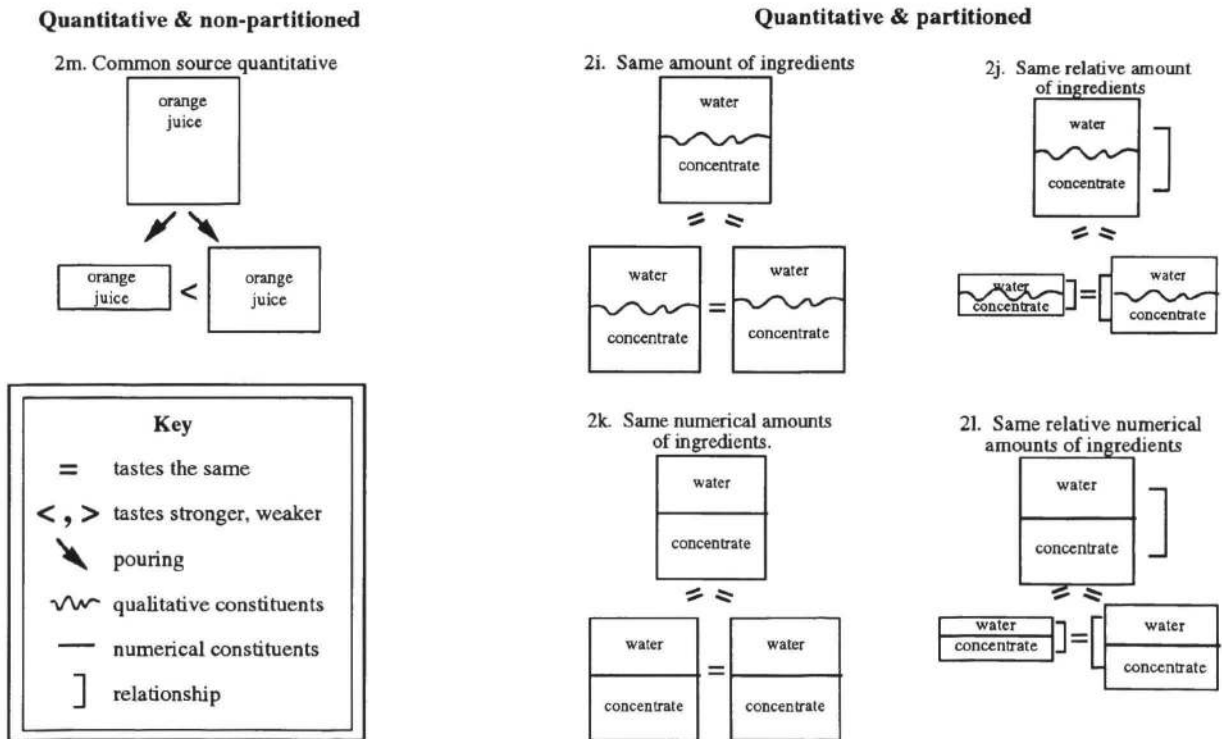 Quantitative & non-partitioned
2m. Common source quantitative
orange
juice
orange
juice
<
orange
juice
Key
= tastes the same
< , > tastes stronger, weaker
pouring
qualitative constituents
numerical constituents
] relationship
Quantitative & partitioned
2i. Same amount of ingredients
water
concentrate
= =
water
concentrate
=
water
concentrate
2j. Same relative amount
of ingredients
water
concentrate
= =
water
concentrate
=
water
concentrate
2k. Same numerical amounts
of ingredients.
water
concentrate
= =
water
concentrate
=
water
concentrate
2l. Same relative numerical
amounts of ingredients
water
concentrate
= =
water
concentrate
=
water
concentrate